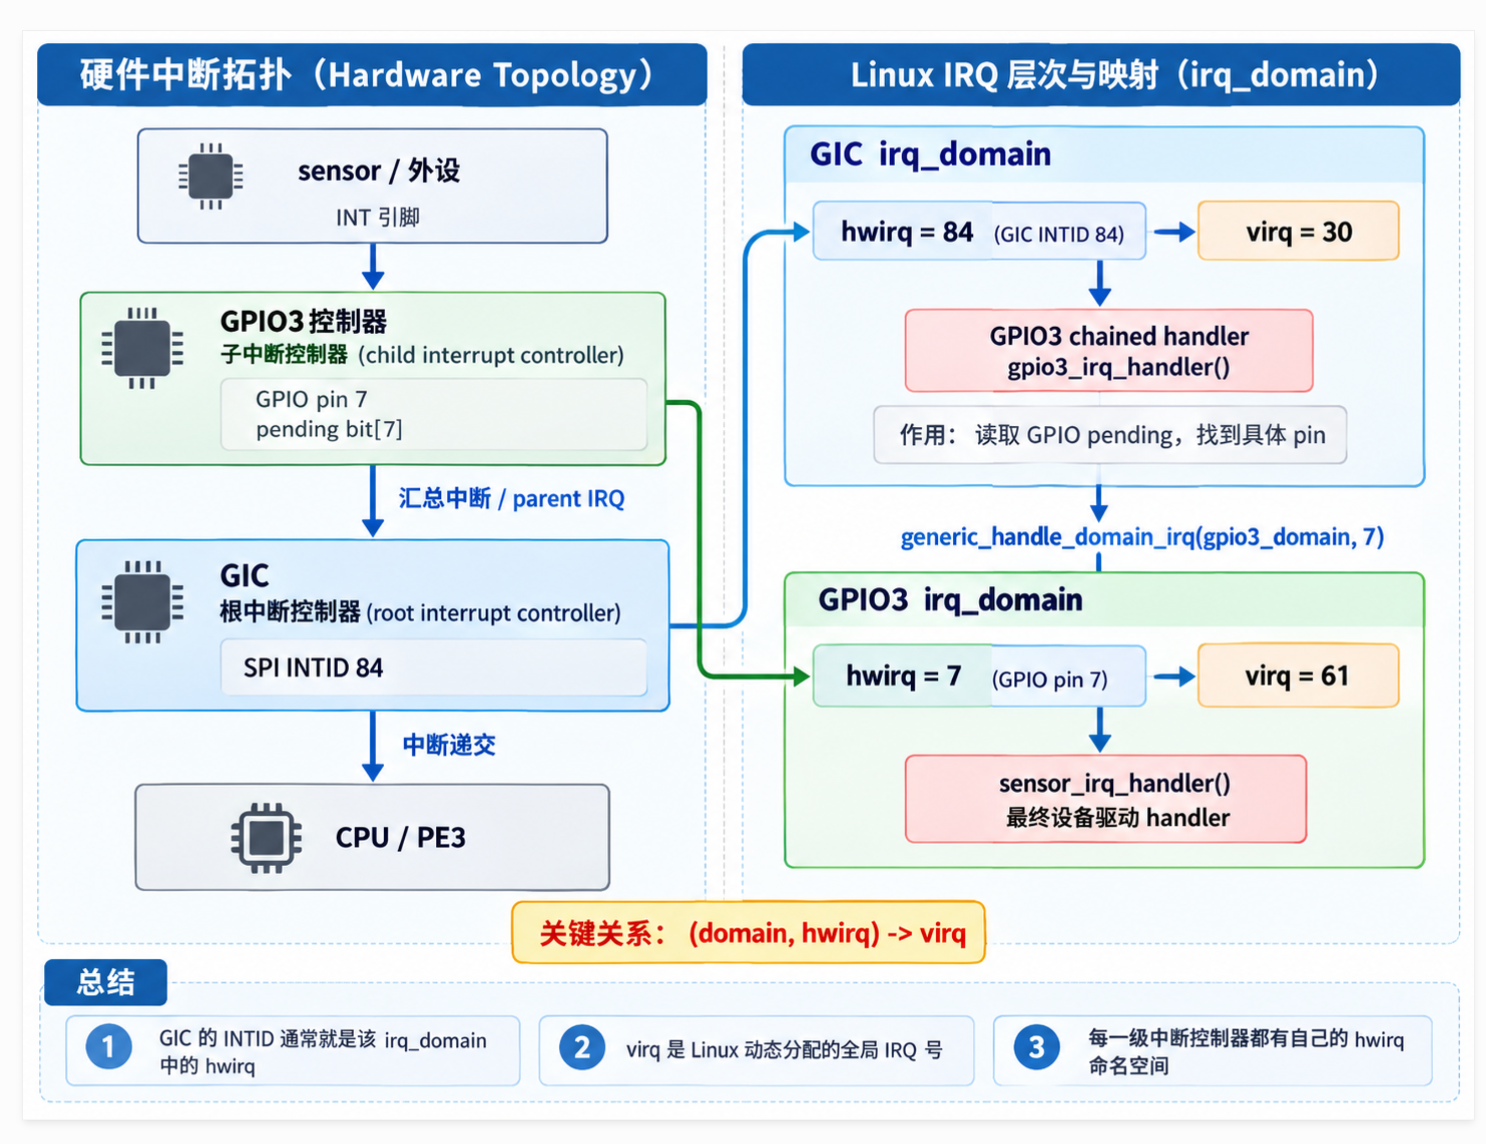 硬件中断拓扑（Hardware Topology）
sensor / 外设
INT 引脚
GPIO3 控制器
子中断控制器 (child interrupt controller)
GPIO pin 7
pending bit[7]
汇总中断 / parent IRQ
GIC
根中断控制器 (root interrupt controller)
SPI INTID 84
中断递交
CPU / PE3
Linux IRQ 层次与映射（irq_domain）
GIC irq_domain
hwirq = 84 (GIC INTID 84)
virq = 30
GPIO3 chained handler
gpio3_irq_handler()
作用： 读取 GPIO pending，找到具体 pin
generic_handle_domain_irq(gpio3_domain, 7)
GPIO3 irq_domain
hwirq = 7 (GPIO pin 7)
virq = 61
sensor_irq_handler()
最终设备驱动 handler
关键关系： (domain, hwirq) -> virq
总结
1
GIC 的 INTID 通常就是该 irq_domain
中的 hwirq
2
virq 是 Linux 动态分配的全局 IRQ 号
3
每一级中断控制器都有自己的 hwirq
命名空间